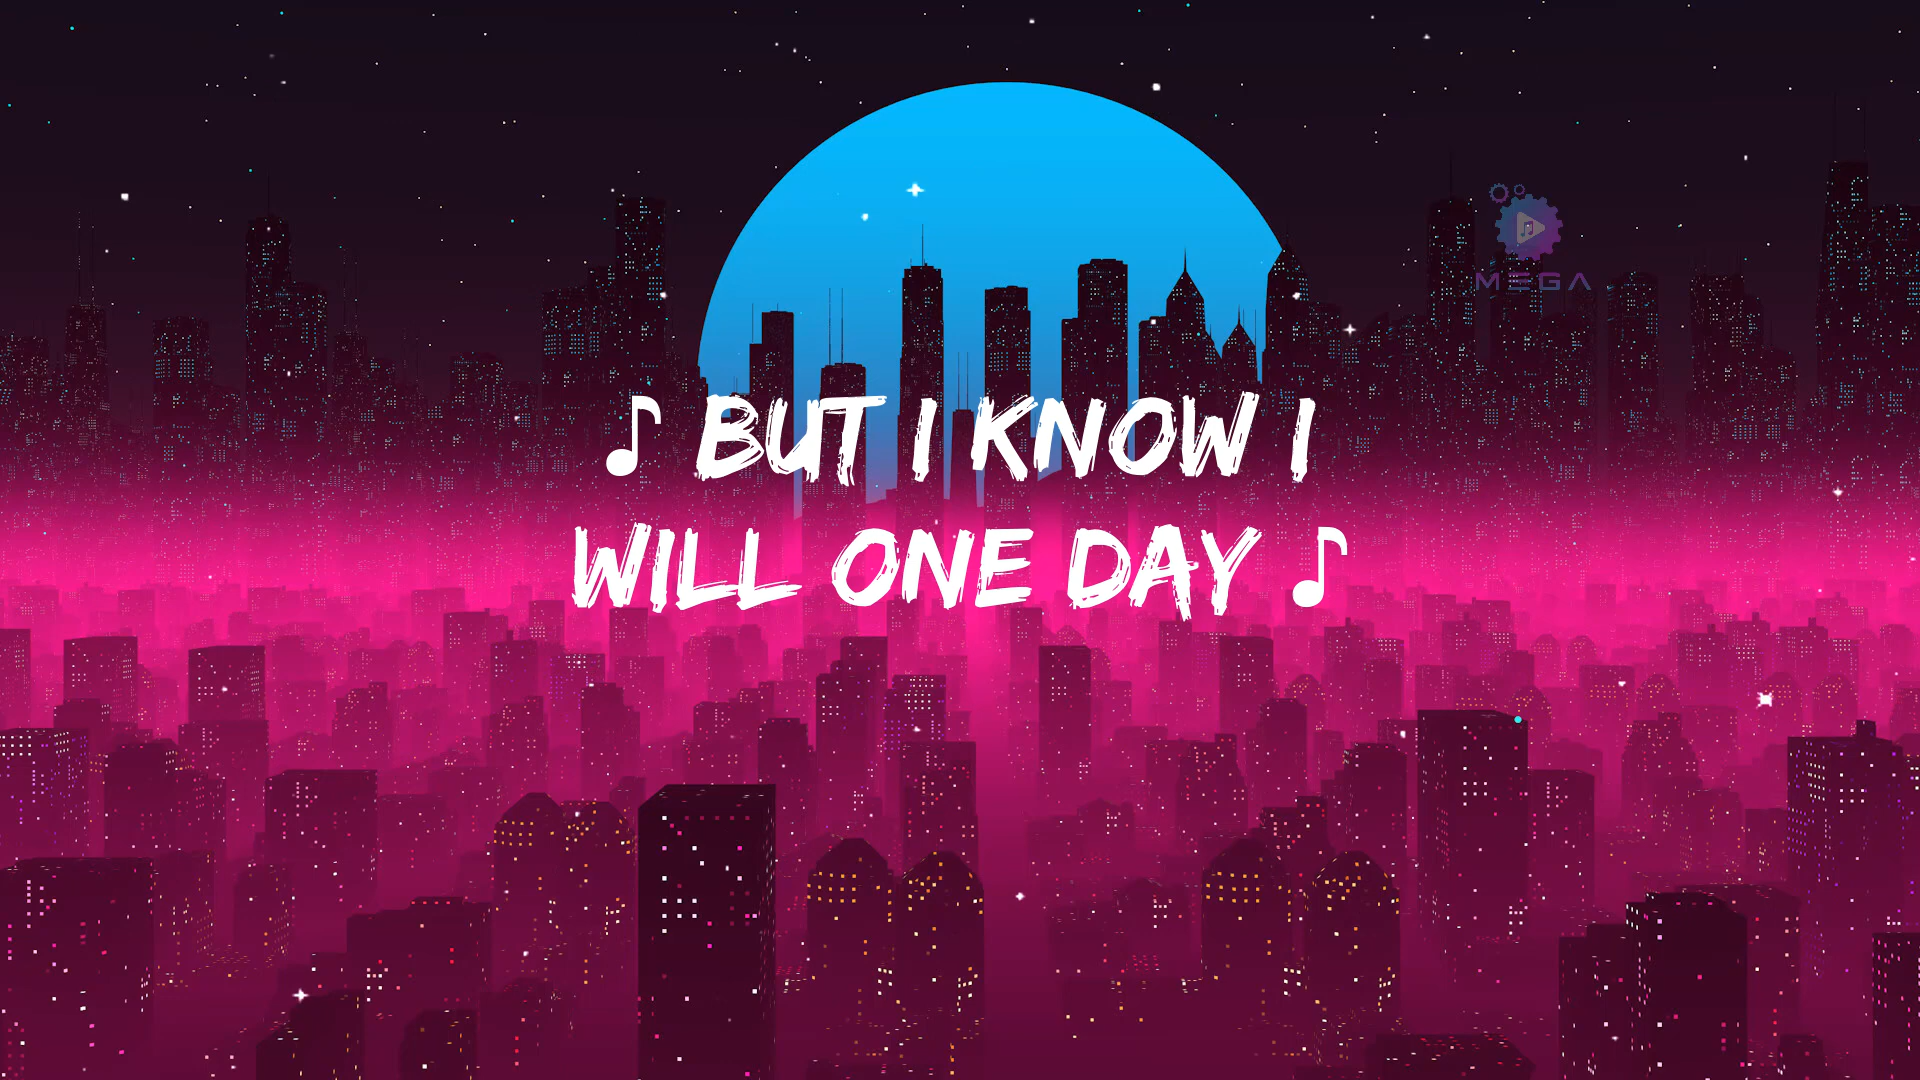 MEGA
♪ BUT I KNOW I
WILL ONE DAY ♪